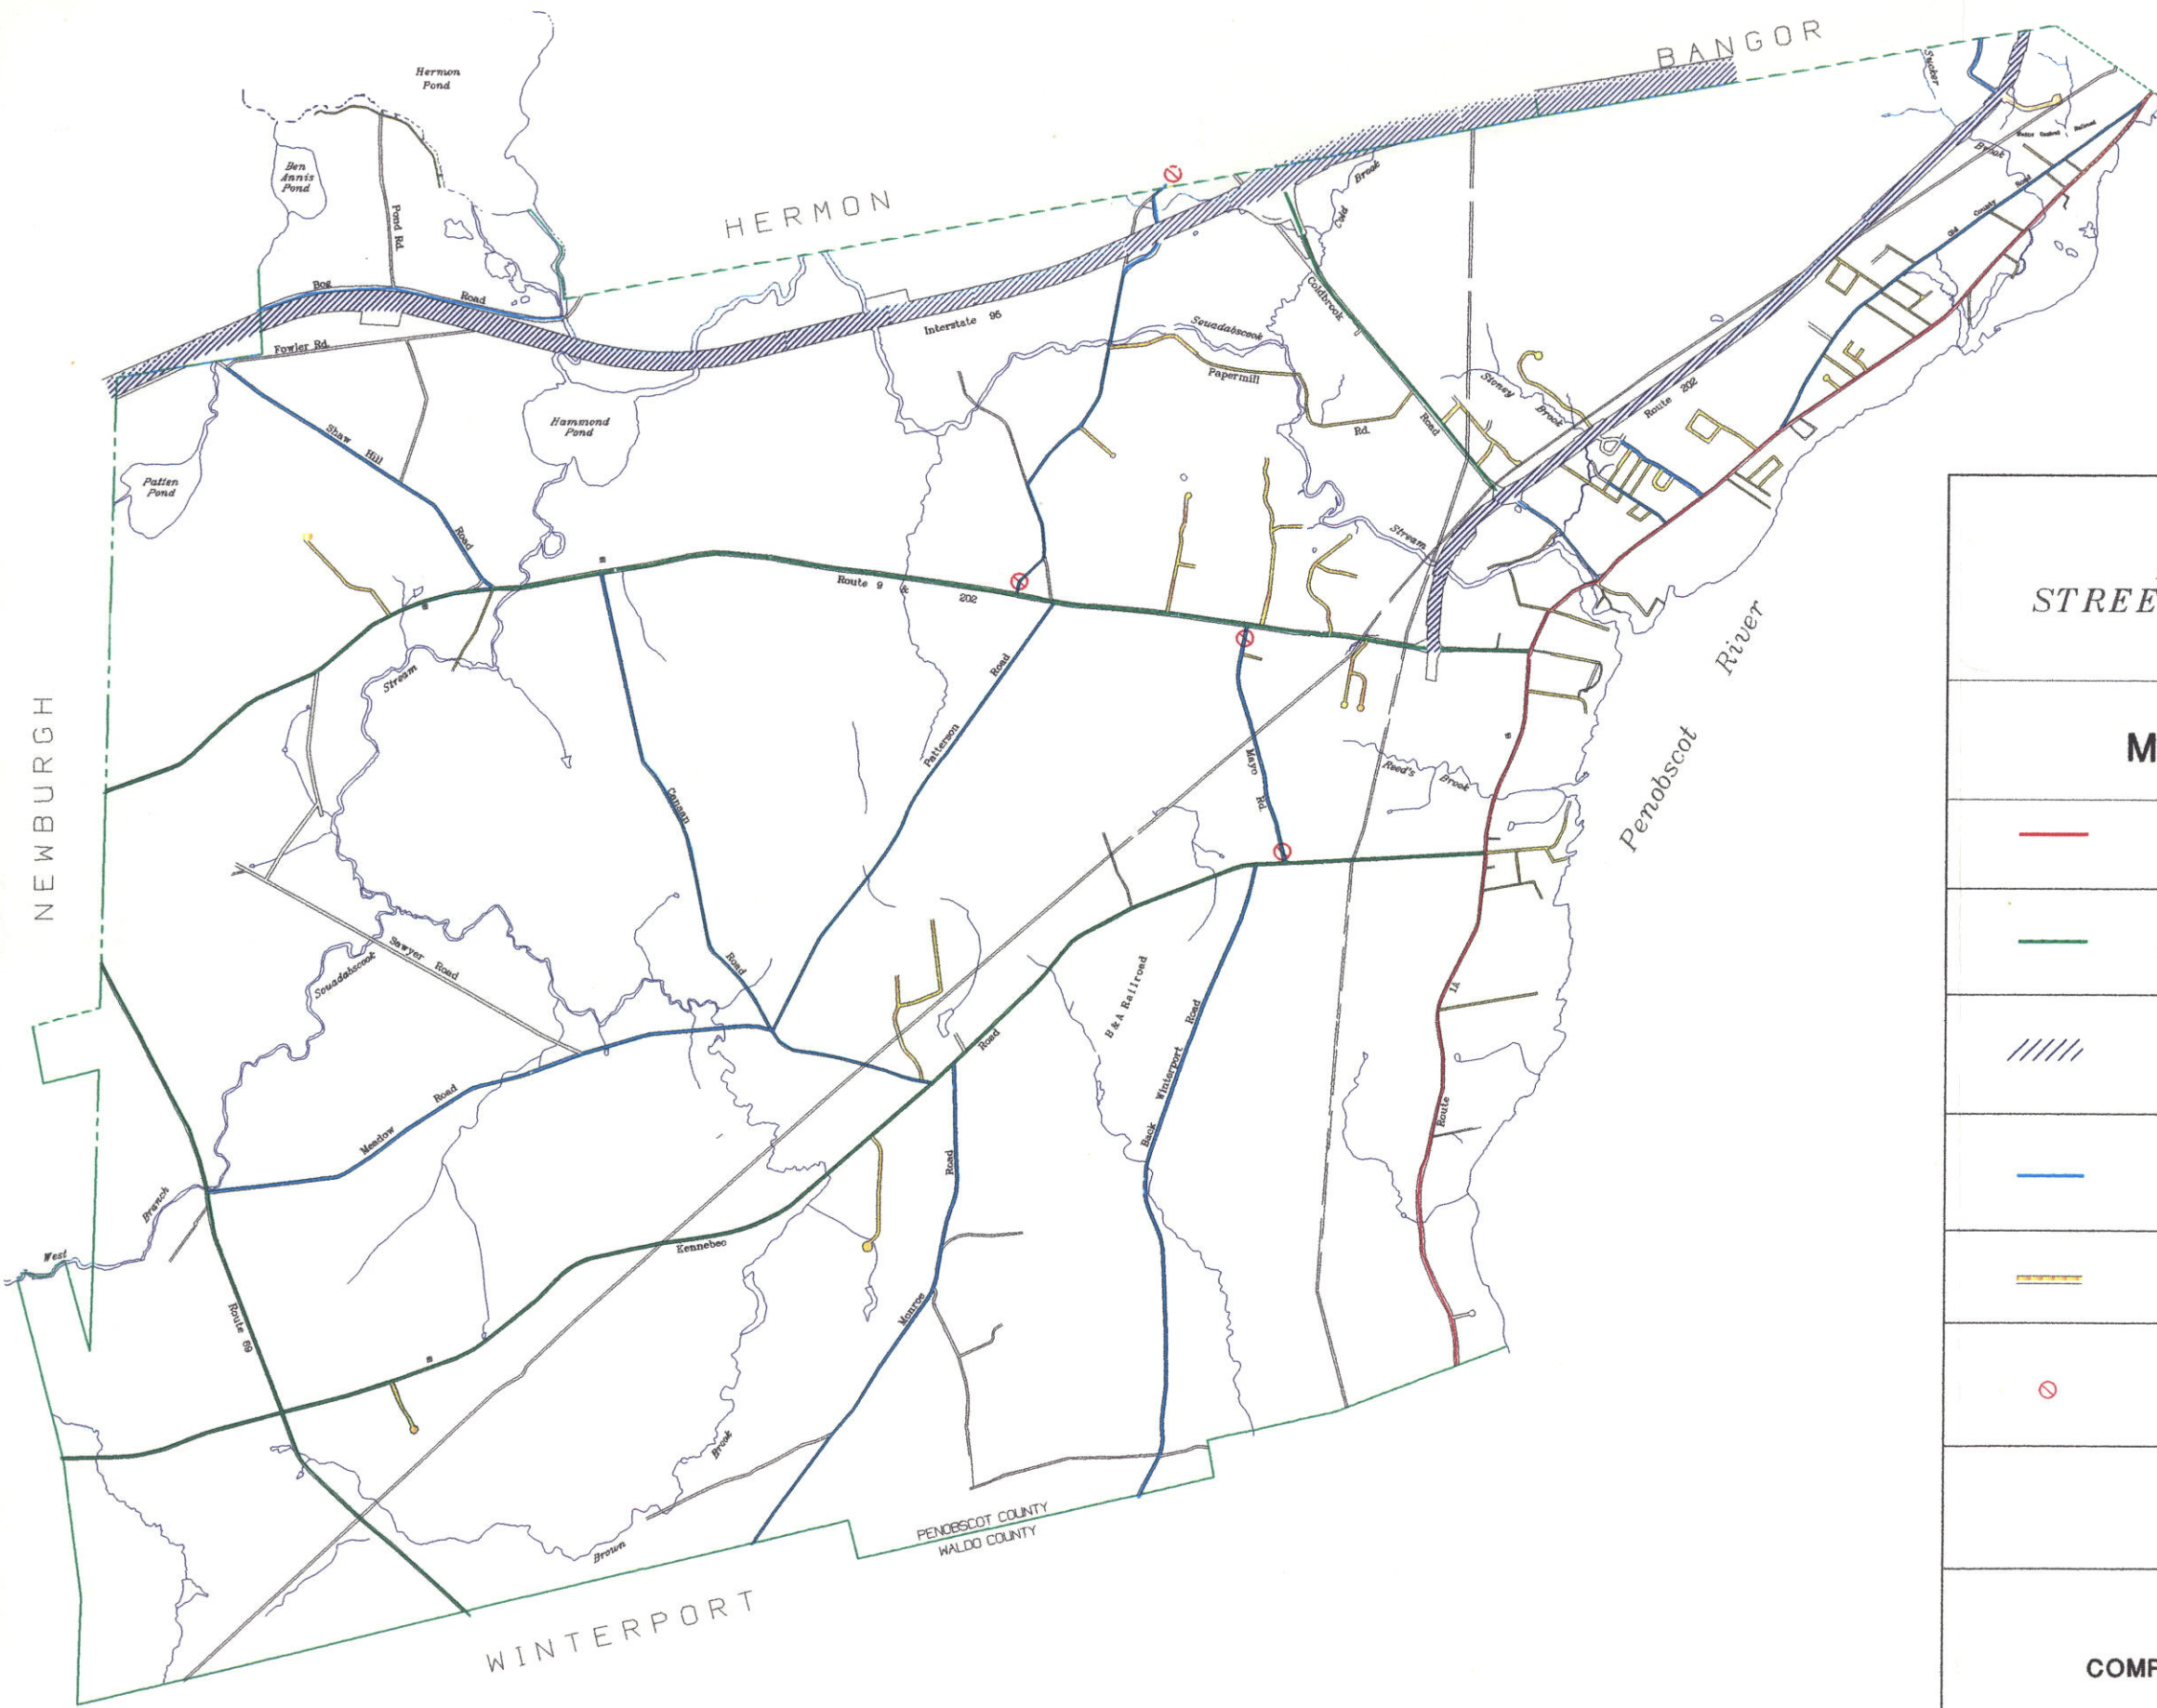 BANGOR
Hermon
Pond
Sucker
Brook
Maine Central Railroad
Ben
Annis
Pond
Pond Rd.
HERMON
Cold
Brook
Old
County
Road
Bog
Road
Interstate 95
Fowler Rd.
Coldbrook
Road
Souadabscook
Papermill
Rd.
Stoney
Brook
Route 202
Shaw
Hill
Road
Hammond
Pond
Patten
Pond
Stream
Route 9 & 202
STREE
River
Penobscot
Stream
Road
Patterson
Mayo
Rd.
Reed's
Brook
NEWBURGH
M
Canaan
Road
Sawyer Road
Souadabscook
B&A Railroad
1A
Route
Road
Winterport
Back
Road
Kennebec
Road
Meadow
Road
Monroe
Branch
West
Route 69
Brook
Brown
PENOBSCOT COUNTY
WALDO COUNTY
WINTERPORT